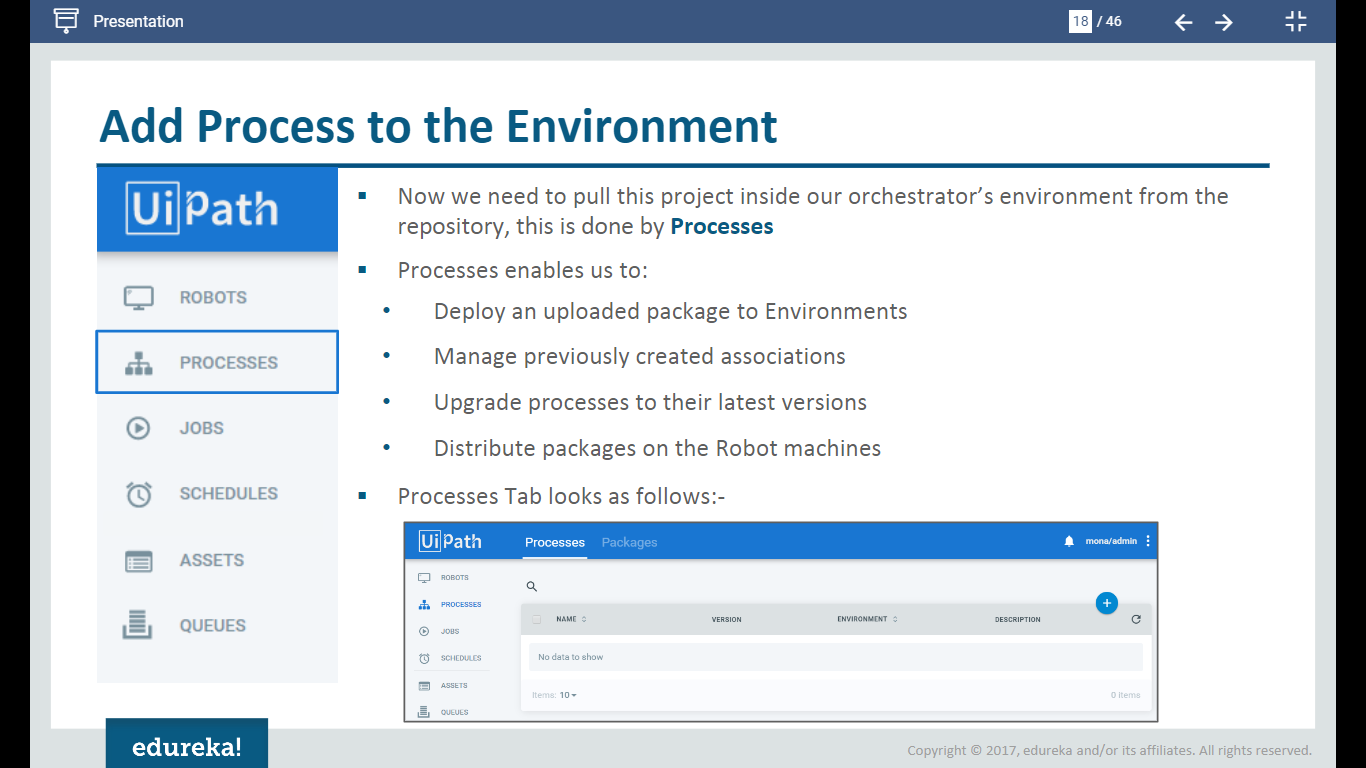 Presentation
18 / 46
Add Process to the Environment
UiPath
ROBOTS
PROCESSES
JOBS
SCHEDULES
ASSETS
QUEUES
▪ Now we need to pull this project inside our orchestrator’s environment from the
repository, this is done by Processes
▪ Processes enables us to:
• Deploy an uploaded package to Environments
• Manage previously created associations
• Upgrade processes to their latest versions
• Distribute packages on the Robot machines
▪ Processes Tab looks as follows:-
UiPath Processes Packages mona/admin
ROBOTS
PROCESSES
JOBS
SCHEDULES
ASSETS
QUEUES
NAME VERSION ENVIRONMENT DESCRIPTION
No data to show
Items: 10 0 items
edureka!
Copyright © 2017, edureka and/or its affiliates. All rights reserved.